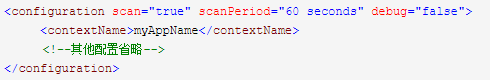 <configuration scan="true" scanPeriod="60 seconds" debug="false">
<contextName>myAppName</contextName>
<!--其他配置省略-->
</configuration>